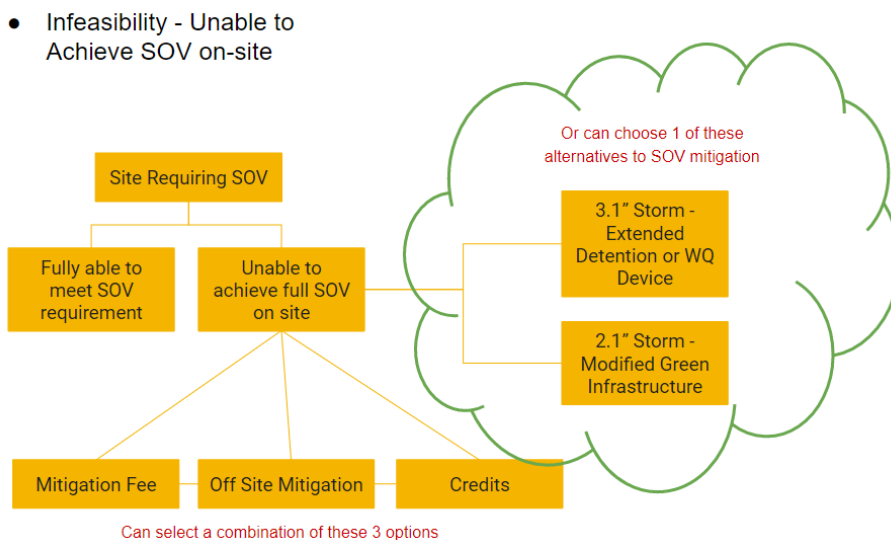 ● Infeasibility - Unable to
Achieve SOV on-site
Or can choose 1 of these
alternatives to SOV mitigation
Site Requiring SOV
Fully able to
meet SOV
requirement
Unable to
achieve full SOV
on site
3.1” Storm -
Extended
Detention or WQ
Device
2.1” Storm -
Modified Green
Infrastructure
Mitigation Fee
Off Site Mitigation
Credits
Can select a combination of these 3 options